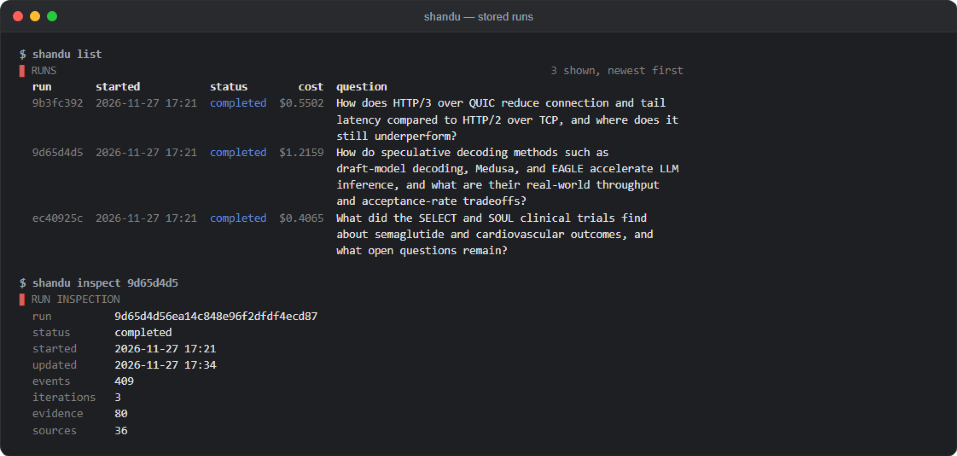 shandu — stored runs
$ shandu list
RUNS 3 shown, newest first
run started status cost question
9b3fc392 2026-11-27 17:21 completed $0.5502 How does HTTP/3 over QUIC reduce connection and tail
latency compared to HTTP/2 over TCP, and where does it
still underperform?
9d65d4d5 2026-11-27 17:21 completed $1.2159 How do speculative decoding methods such as
draft-model decoding, Medusa, and EAGLE accelerate LLM
inference, and what are their real-world throughput
and acceptance-rate tradeoffs?
ec40925c 2026-11-27 17:21 completed $0.4065 What did the SELECT and SOUL clinical trials find
about semaglutide and cardiovascular outcomes, and
what open questions remain?
$ shandu inspect 9d65d4d5
RUN INSPECTION
run 9d65d4d56ea14c848e96f2dfdf4ecd87
status completed
started 2026-11-27 17:21
updated 2026-11-27 17:34
events 409
iterations 3
evidence 80
sources 36